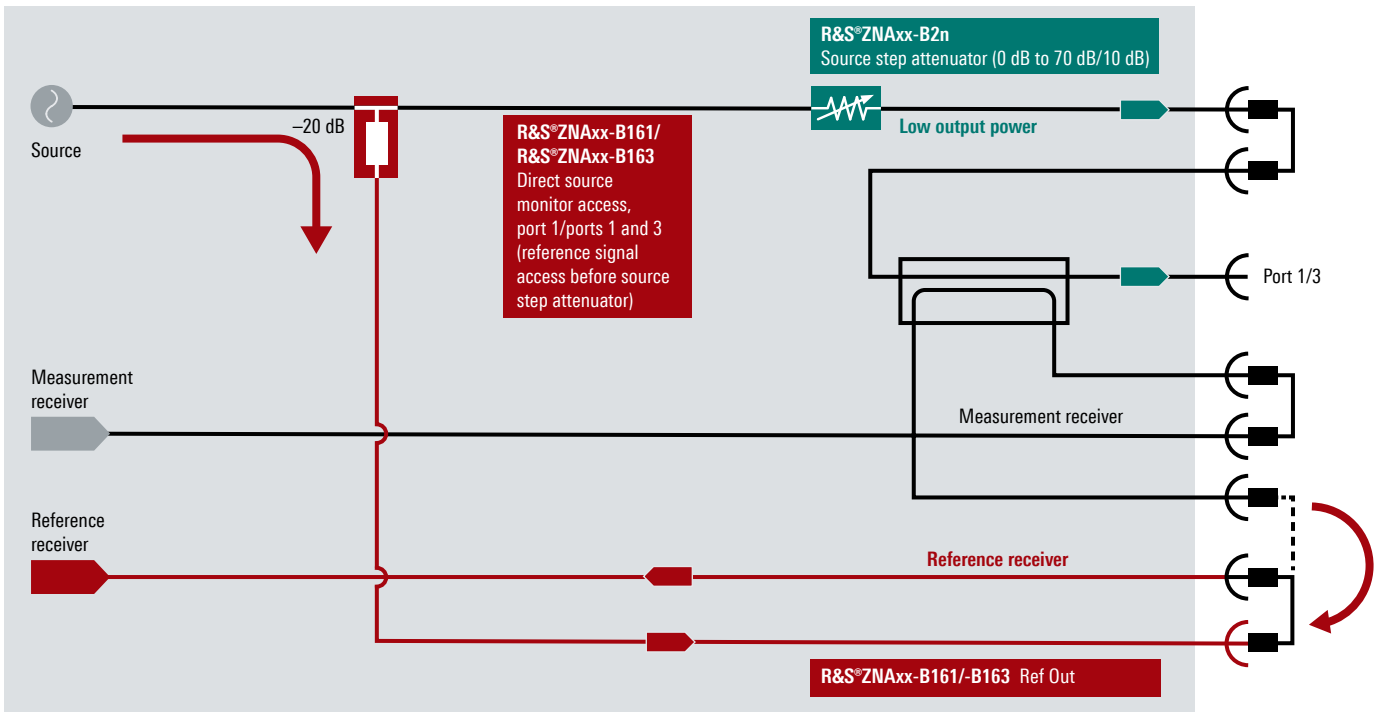 R&S®ZNAxx-B2n
Source step attenuator (0 dB to 70 dB/10 dB)
–20 dB
Source
Low output power
R&S®ZNAxx-B161/
R&S®ZNAxx-B163
Direct source
monitor access,
port 1/ports 1 and 3
(reference signal
access before source
step attenuator)
Port 1/3
Measurement
receiver
Measurement receiver
Reference
receiver
Reference receiver
R&S®ZNAxx-B161/-B163 Ref Out